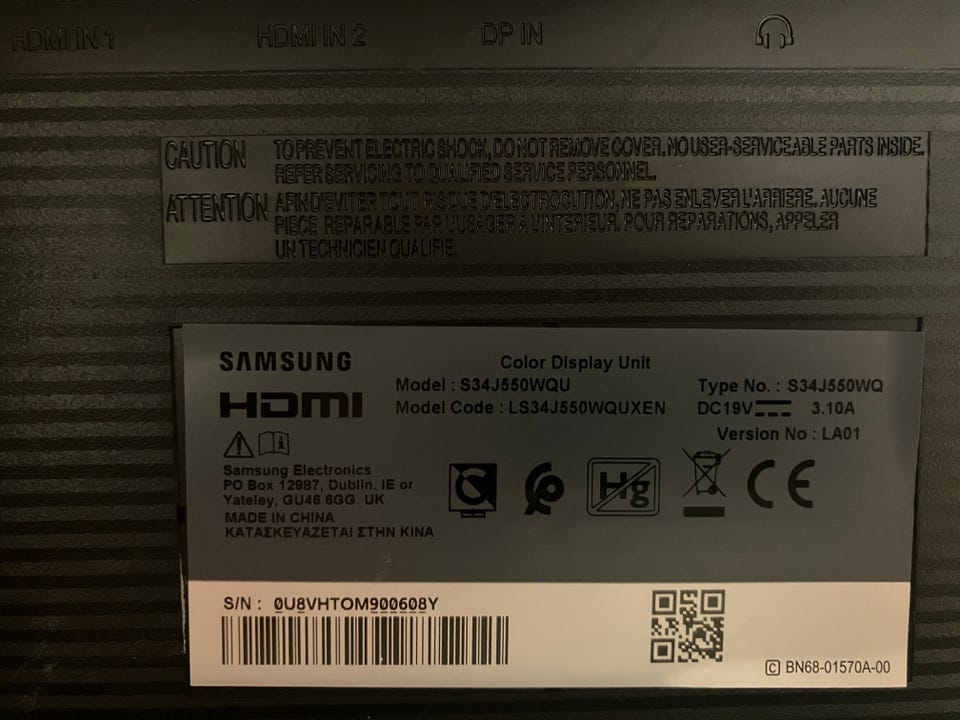 HDMI IN 1 HDMI IN 2 DP IN
CAUTION TO PREVENT ELECTRIC SHOCK, DO NOT REMOVE COVER. NO USER-SERVICEABLE PARTS INSIDE.
REFER SERVICING TO QUALIFIED SERVICE PERSONNEL.
ATTENTION AFIN D'EVITER TOUT RISQUE D'ELECTROCUTION, NE PAS ENLEVER L'ARRIERE. AUCUNE
PIECE REPARABLE PAR L'USAGER A L'INTERIEUR. POUR REPARATIONS, APPELER
UN TECHNICIEN QUALIFIE.
SAMSUNG
HDMI
Color Display Unit
Model : S34J550WQU
Model Code : LS34J550WQUXEN
Type No. : S34J550WQ
DC19V 3.10A
Version No : LA01
Samsung Electronics
PO Box 12987, Dublin. IE or
Yateley, GU46 6GG. UK
MADE IN CHINA
ΚΑΤΑΣΚΕΥΑΖΕΤΑΙ ΣΤΗΝ ΚΙΝΑ
Hg
CE
S/N : 0U8VHTOM900608Y
C BN68-01570A-00